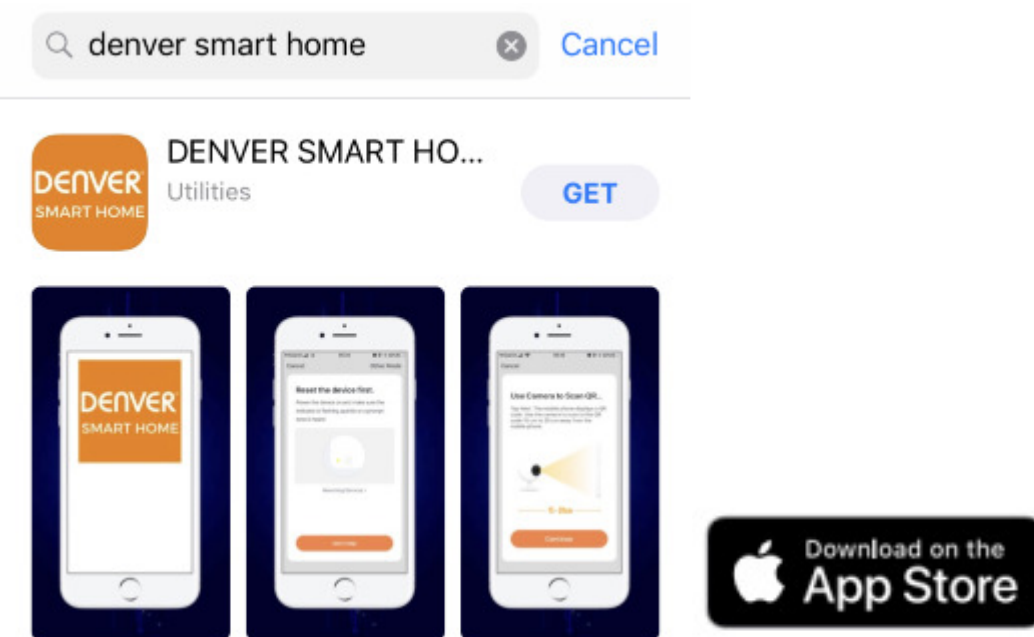 denver smart home
Cancel
DENVER SMART HO...
Utilities
GET
DENVER
SMART HOME
DENVER
SMART HOME
Reset the device first.
Use Camera to Scan QR...
Continue
Download on the
App Store